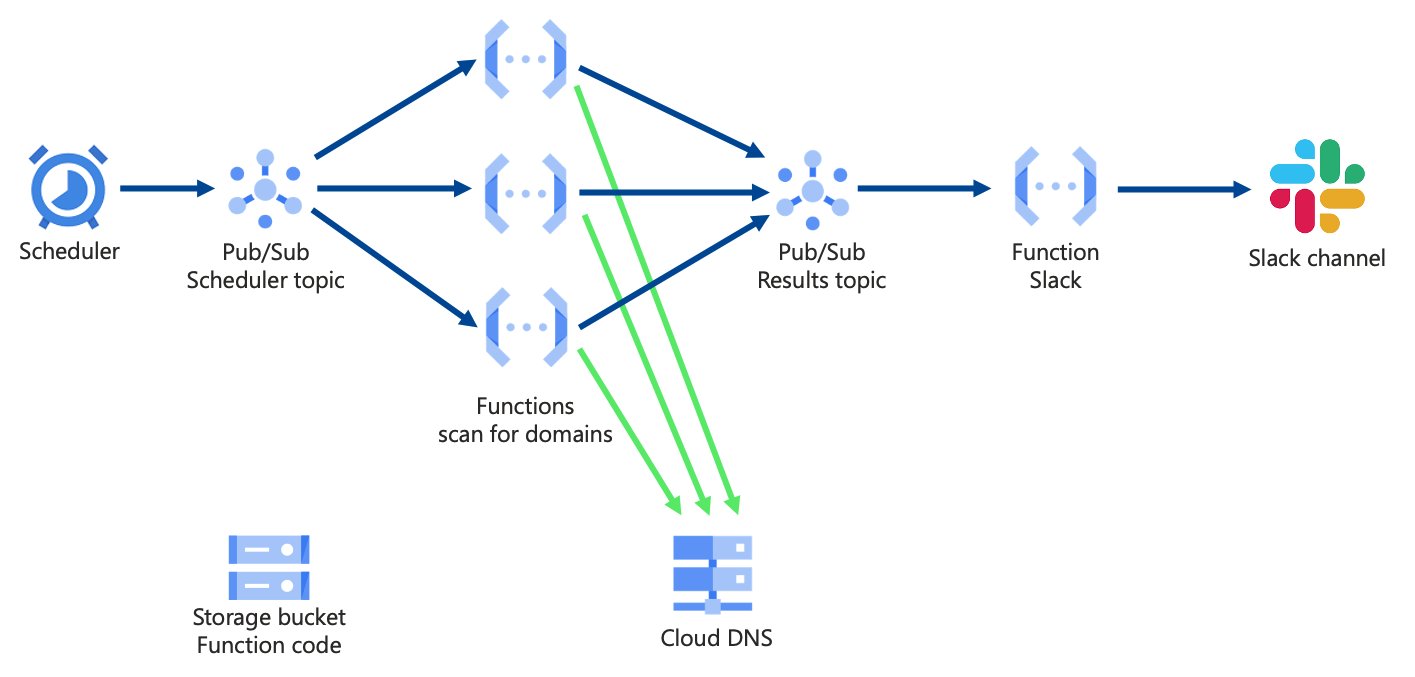 Scheduler
Pub/Sub
Scheduler topic
Functions
scan for domains
Pub/Sub
Results topic
Function
Slack
Slack channel
Storage bucket
Function code
Cloud DNS